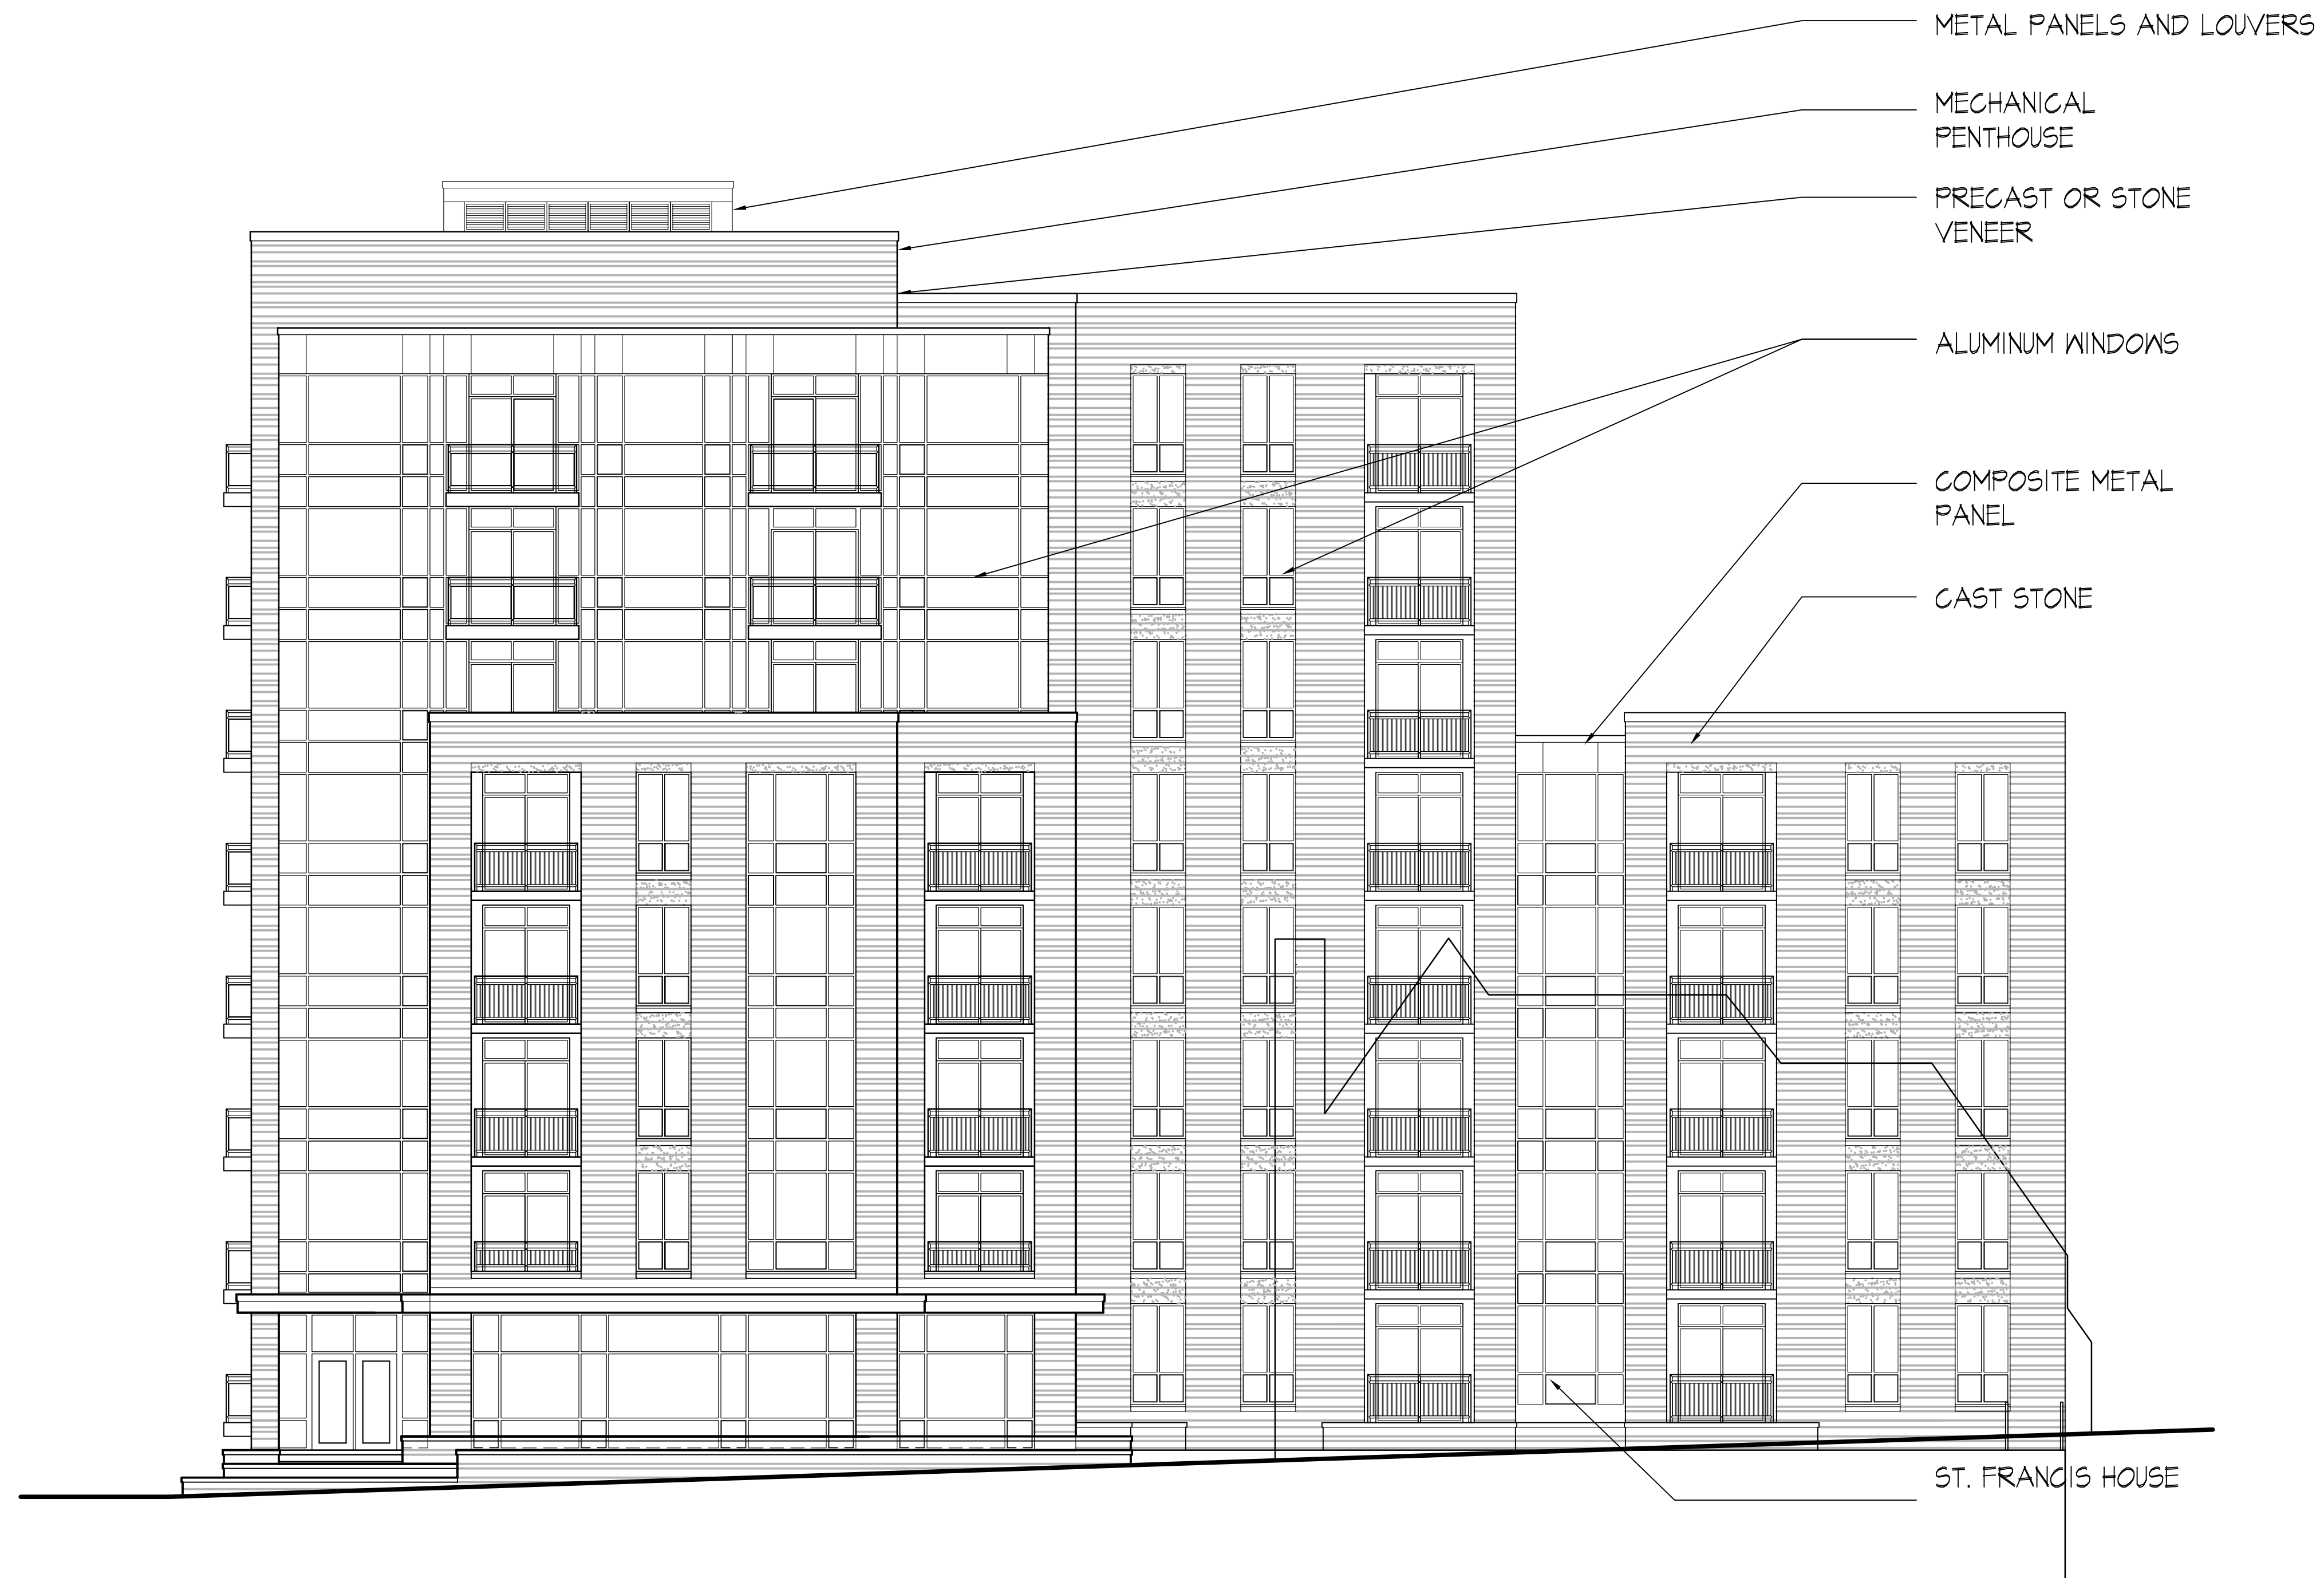 METAL PANELS AND LOUVERS
MECHANICAL
PENTHOUSE
PRECAST OR STONE
VENEER
ALUMINUM WINDOWS
COMPOSITE METAL
PANEL
CAST STONE
ST. FRANCIS HOUSE